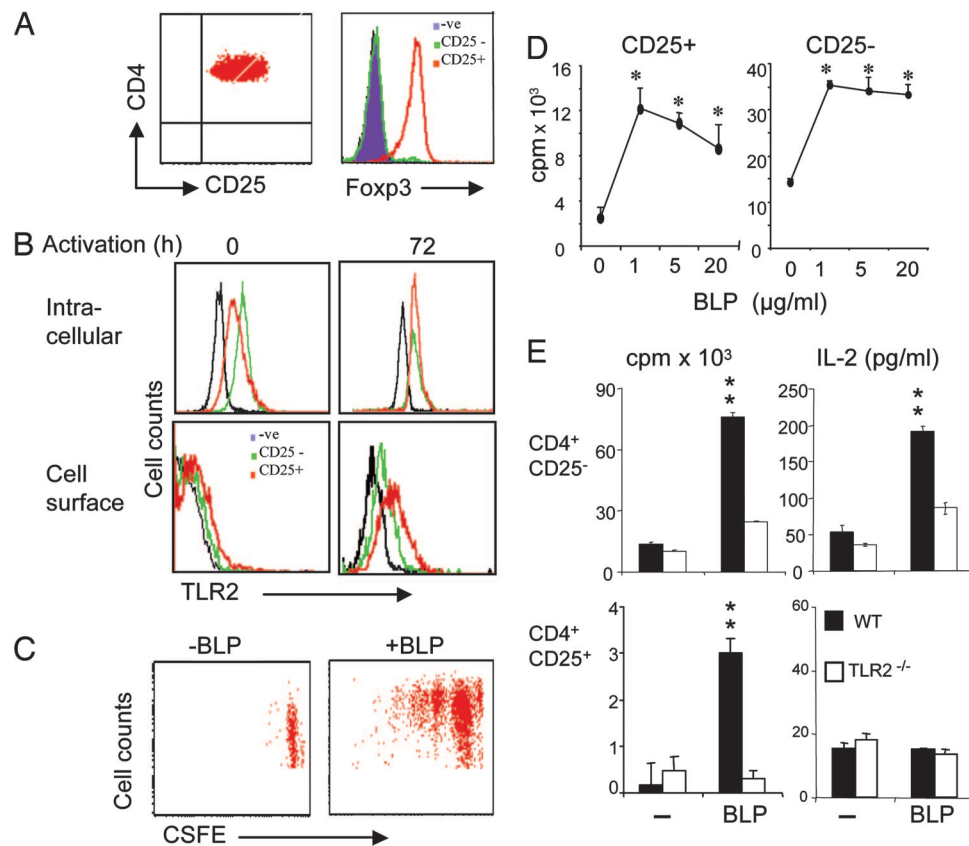 A
CD4
CD25
-ve
CD25 -
CD25+
Foxp3
B Activation (h) 0 72
Intra-
cellular
Cell
surface
Cell counts
-ve
CD25 -
CD25+
TLR2
C
-BLP +BLP
Cell counts
CSFE
D
CD25+ CD25-
cpm x 10³
16
12
8
4
0
0 1 5 20
* * *
40
30
20
10
0
0 1 5 20
* * *
BLP (µg/ml)
E
cpm x 10³ IL-2 (pg/ml)
CD4⁺
CD25⁻
90
60
30
0
**
250
200
150
100
50
0
**
CD4⁺
CD25⁺
4
3
2
1
0
**
60
40
20
0
WT
TLR2 -/-
– BLP – BLP